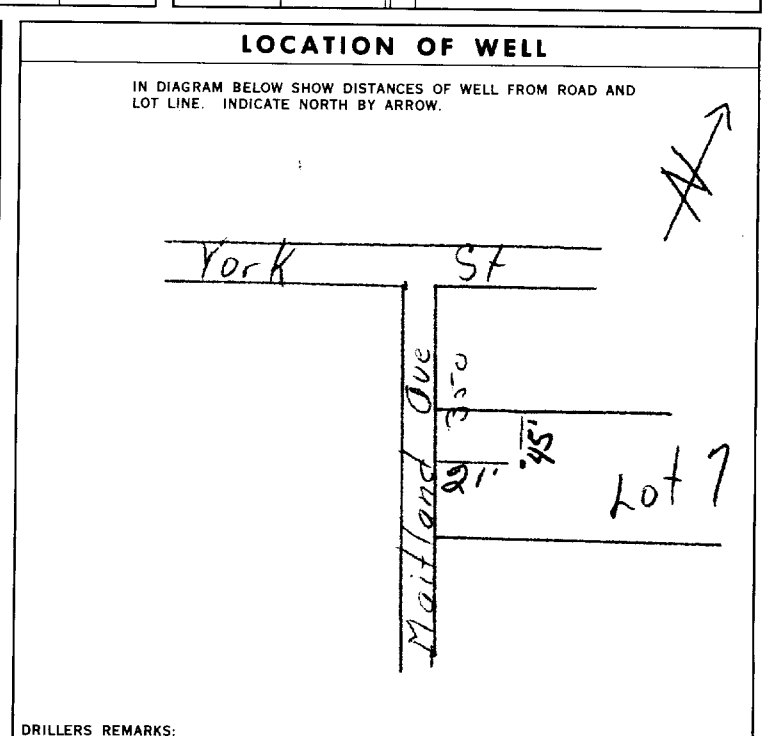 LOCATION OF WELL
IN DIAGRAM BELOW SHOW DISTANCES OF WELL FROM ROAD AND
LOT LINE. INDICATE NORTH BY ARROW.
N
York St
Maitland Ave
350
45'
21'
Lot 7
DRILLERS REMARKS: